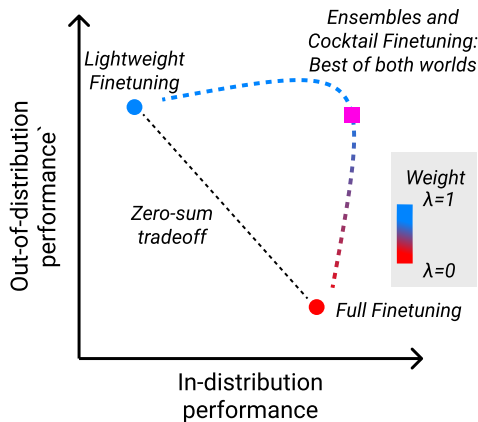 Ensembles and
Cocktail Finetuning:
Best of both worlds
Lightweight
Finetuning
Out-of-distribution
performance`
Zero-sum
tradeoff
Weight
λ=1
λ=0
Full Finetuning
In-distribution
performance